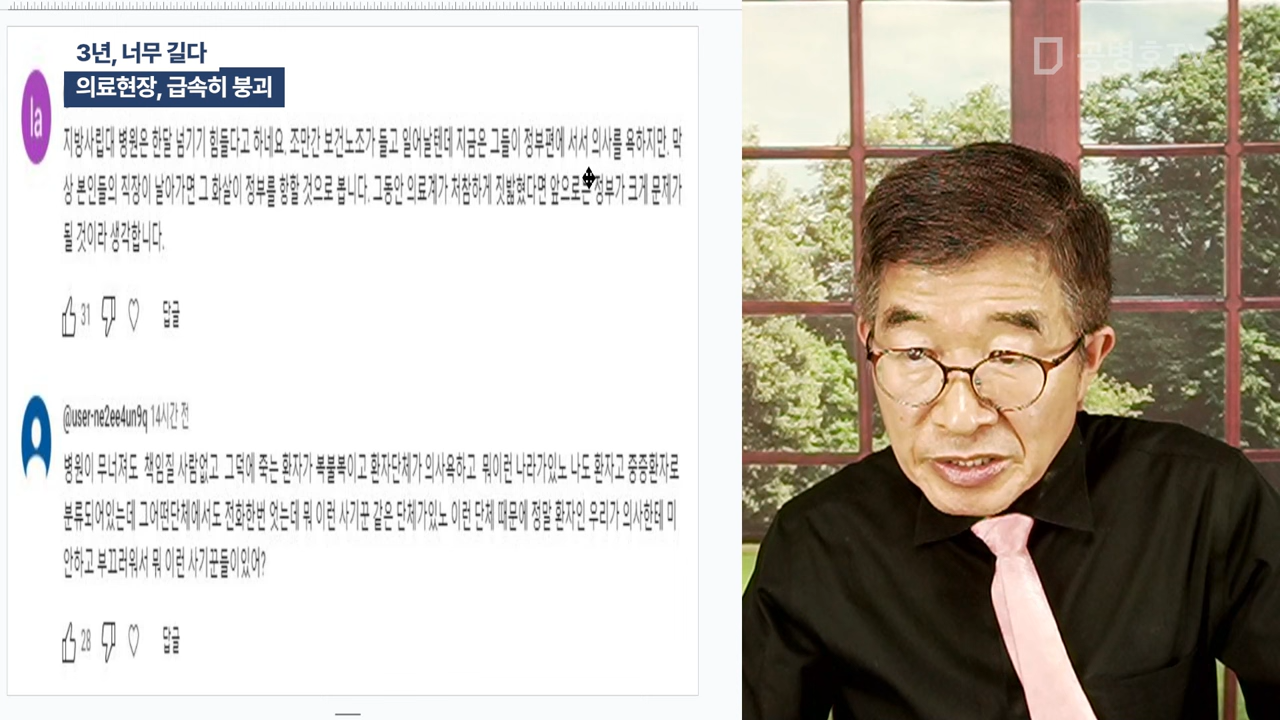 3년, 너무 길다
의료현장, 급속히 붕괴
la
지방사립대 병원은 한달 넘기기 힘들다고 하네요. 조만간 보건노조가 들고 일어날텐데 지금은 그들이 정부편에 서서 의사를 욕하지만. 막
상 본인들의 직장이 날아가면 그 화살이 정부를 향할 것으로 봅니다. 그동안 의료계가 처참하게 짓밟혔다면 앞으로는 정부가 크게 문제가
될 것이라 생각합니다.
31 답글
@user-ne2ee4un9q 14시간 전
병원이 무너져도 책임질 사람없고 그덕에 죽는 환자가 복불복이고 환자단체가 의사욕하고 뭐이런 나라가있노 나도 환자고 중증환자로
분류되어있는데 그어떤단체에서도 전화한번 엇는데 뭐 이런 사기꾼 같은 단체가있노 이런 단체 때문에 정말 환자인 우리가 의사한테 미
안하고 부끄러워서 뭐 이런 사기꾼들이있어?
28 답글
공병호TV